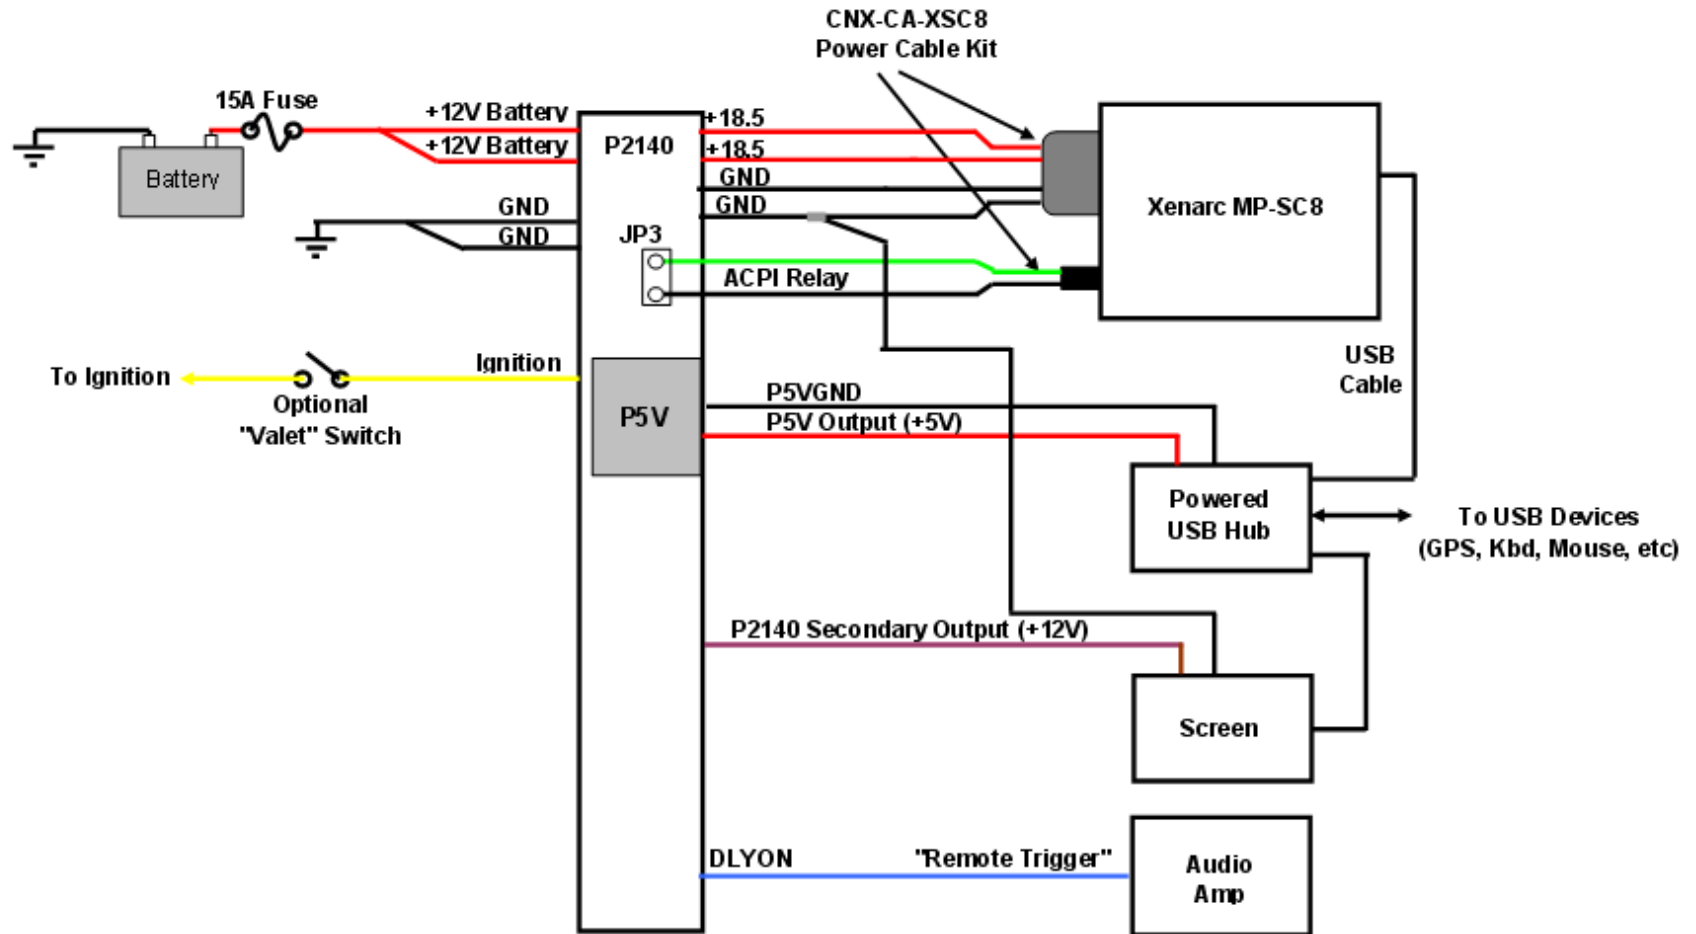 CNX-CA-XSC8
Power Cable Kit
15A Fuse
+12V Battery
+12V Battery
Battery
P2140
+18.5
+18.5
GND
GND
Xenarc MP-SC8
GND
GND
JP3
ACPI Relay
To Ignition
Ignition
Optional
"Valet" Switch
P5V
P5VGND
P5V Output (+5V)
USB
Cable
Powered
USB Hub
To USB Devices
(GPS, Kbd, Mouse, etc)
P2140 Secondary Output (+12V)
Screen
DLYON
"Remote Trigger"
Audio
Amp